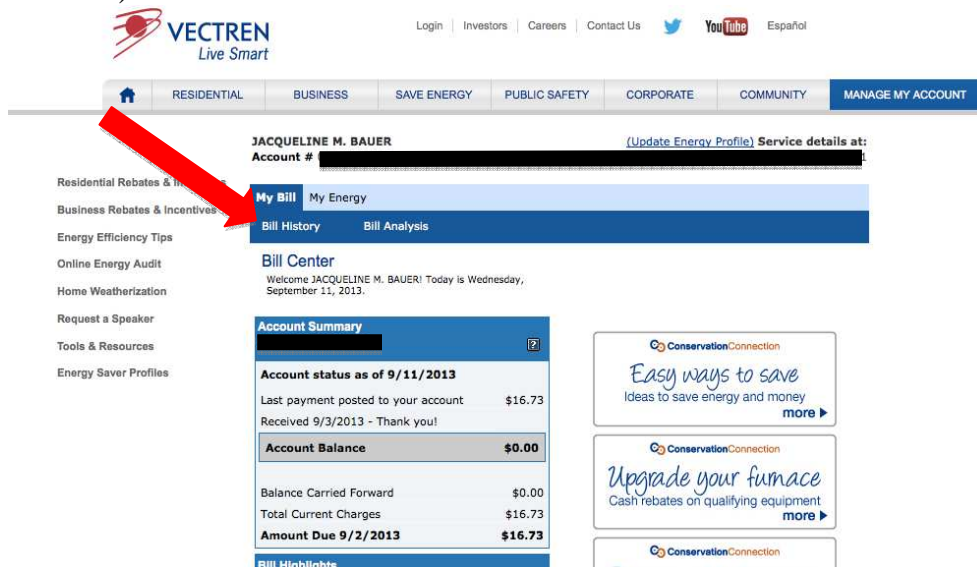 VECTREN
Live Smart
Login Investors Careers Contact Us YouTube Español
RESIDENTIAL BUSINESS SAVE ENERGY PUBLIC SAFETY CORPORATE COMMUNITY MANAGE MY ACCOUNT
JACQUELINE M. BAUER (Update Energy Profile) Service details at:
Account #
Residential Rebates &
Business Rebates & Incentives
Energy Efficiency Tips
Online Energy Audit
Home Weatherization
Request a Speaker
Tools & Resources
Energy Saver Profiles
My Bill My Energy
Bill History Bill Analysis
Bill Center
Welcome JACQUELINE M. BAUER! Today is Wednesday,
September 11, 2013.
Account Summary
?
Account status as of 9/11/2013
Last payment posted to your account $16.73
Received 9/3/2013 - Thank you!
Account Balance $0.00
Balance Carried Forward $0.00
Total Current Charges $16.73
Amount Due 9/2/2013 $16.73
Bill Highlights
ConservationConnection
Easy ways to save
Ideas to save energy and money
more
ConservationConnection
Upgrade your furnace
Cash rebates on qualifying equipment
more
ConservationConnection